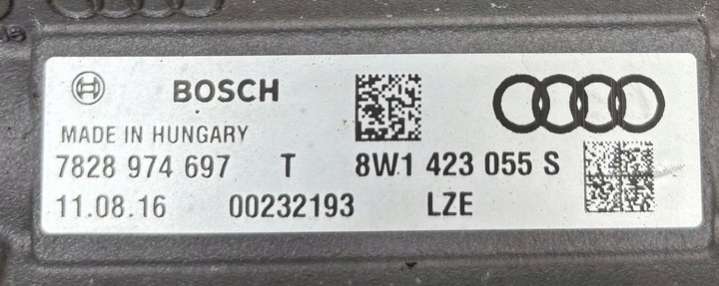 BOSCH
MADE IN HUNGARY
7828 974 697 T 8W1 423 055 S
11.08.16 00232193 LZE